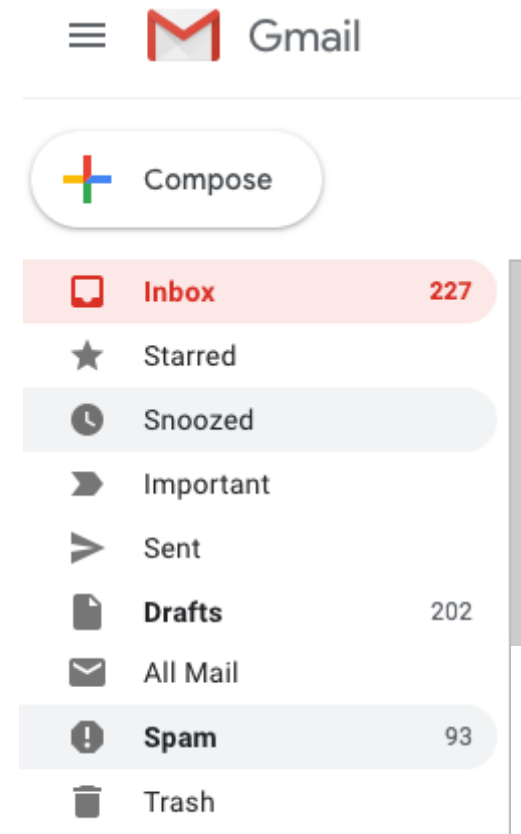 Gmail
Compose
Inbox 227
Starred
Snoozed
Important
Sent
Drafts 202
All Mail
Spam 93
Trash